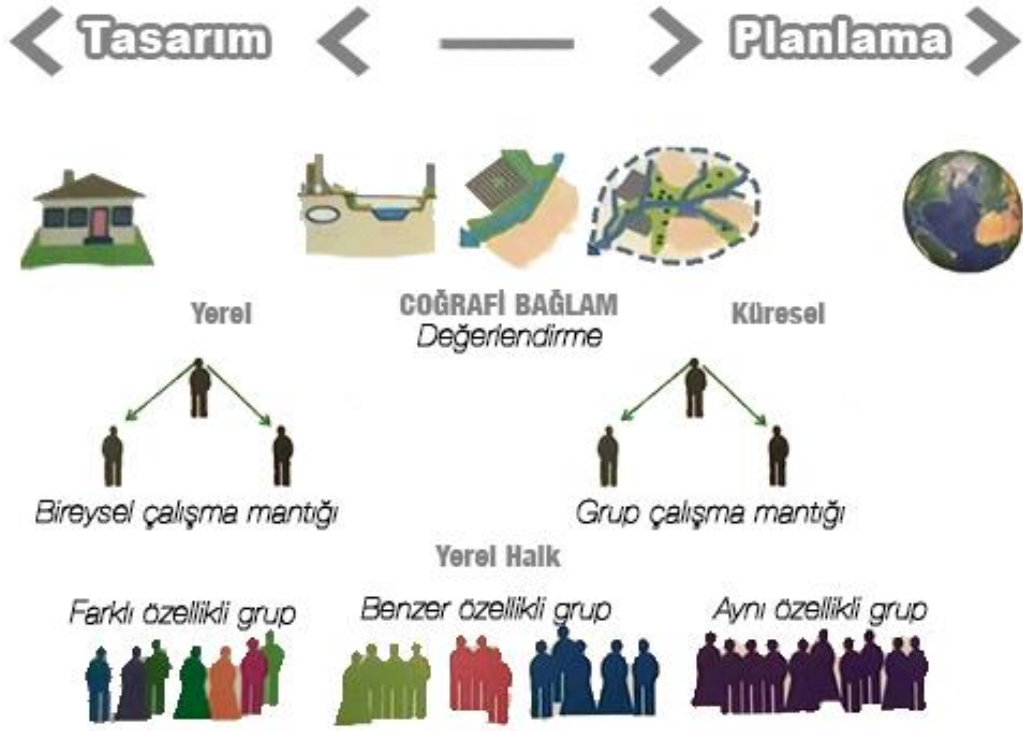 Tasarım
Planlama
Yerel
COĞRAFİ BAĞLAM
Küresel
Değerlendirme
Bireysel çalışma mantığı
Grup çalışma mantığı
Yerel Halk
Farklı özellikli grup
Benzer özellikli grup
Aynı özellikli grup